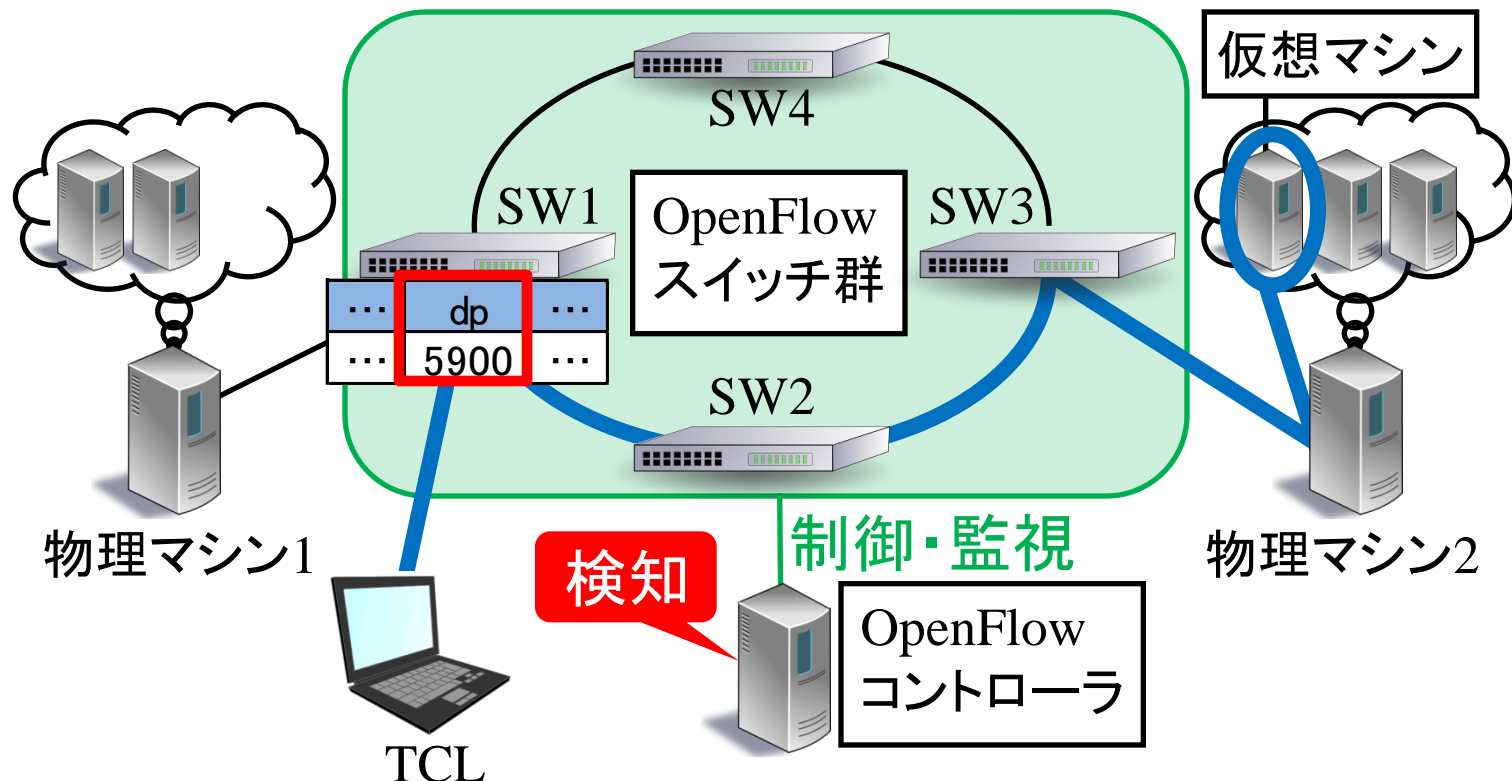 仮想マシン
SW4
SW1
OpenFlow
スイッチ群
SW3
… dp …
… 5900 …
SW2
物理マシン1
制御・監視
物理マシン2
検知
OpenFlow
コントローラ
TCL